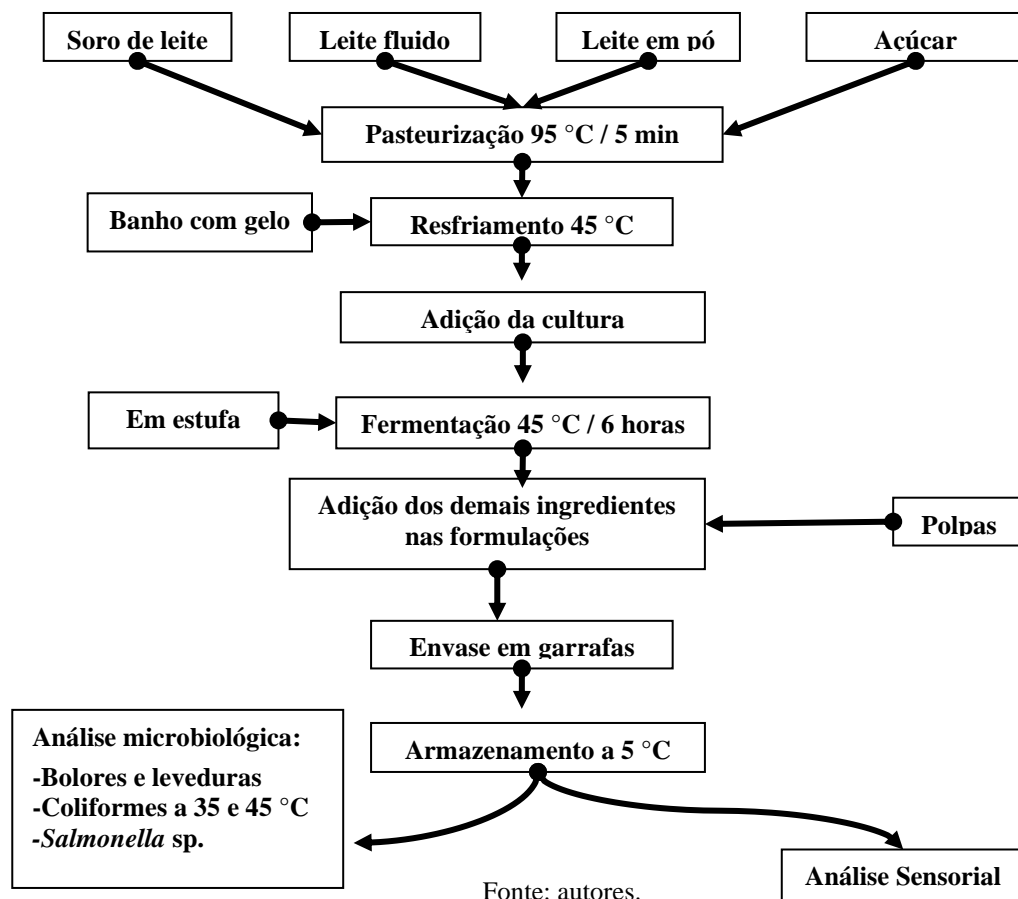 Soro de leite
Leite fluido
Leite em pó
Açúcar
Pasteurização 95 °C / 5 min
Banho com gelo
Resfriamento 45 °C
Adição da cultura
Em estufa
Fermentação 45 °C / 6 horas
Adição dos demais ingredientes
nas formulações
Polpas
Envase em garrafas
Armazenamento a 5 °C
Análise microbiológica:
-Bolores e leveduras
-Coliformes a 35 e 45 °C
-Salmonella sp.
Análise Sensorial
Fonte: autores.